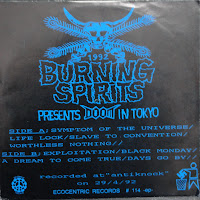 1992
BURNING
SPIRITS
PRESENTS DOOM IN TOKYO
SIDE A: SYMPTOM OF THE UNIVERSE/
LIFE LOCK/SLAVE TO CONVENTION/
WORTHLESS NOTHING//
SIDE B: EXPLOITATION/BLACK MONDAY/
A DREAM TO COME TRUE/DAYS GO BY//
recorded at"antiknock"
on 29/4/92
ECOCENTRIC RECORDS # 114 -ep-